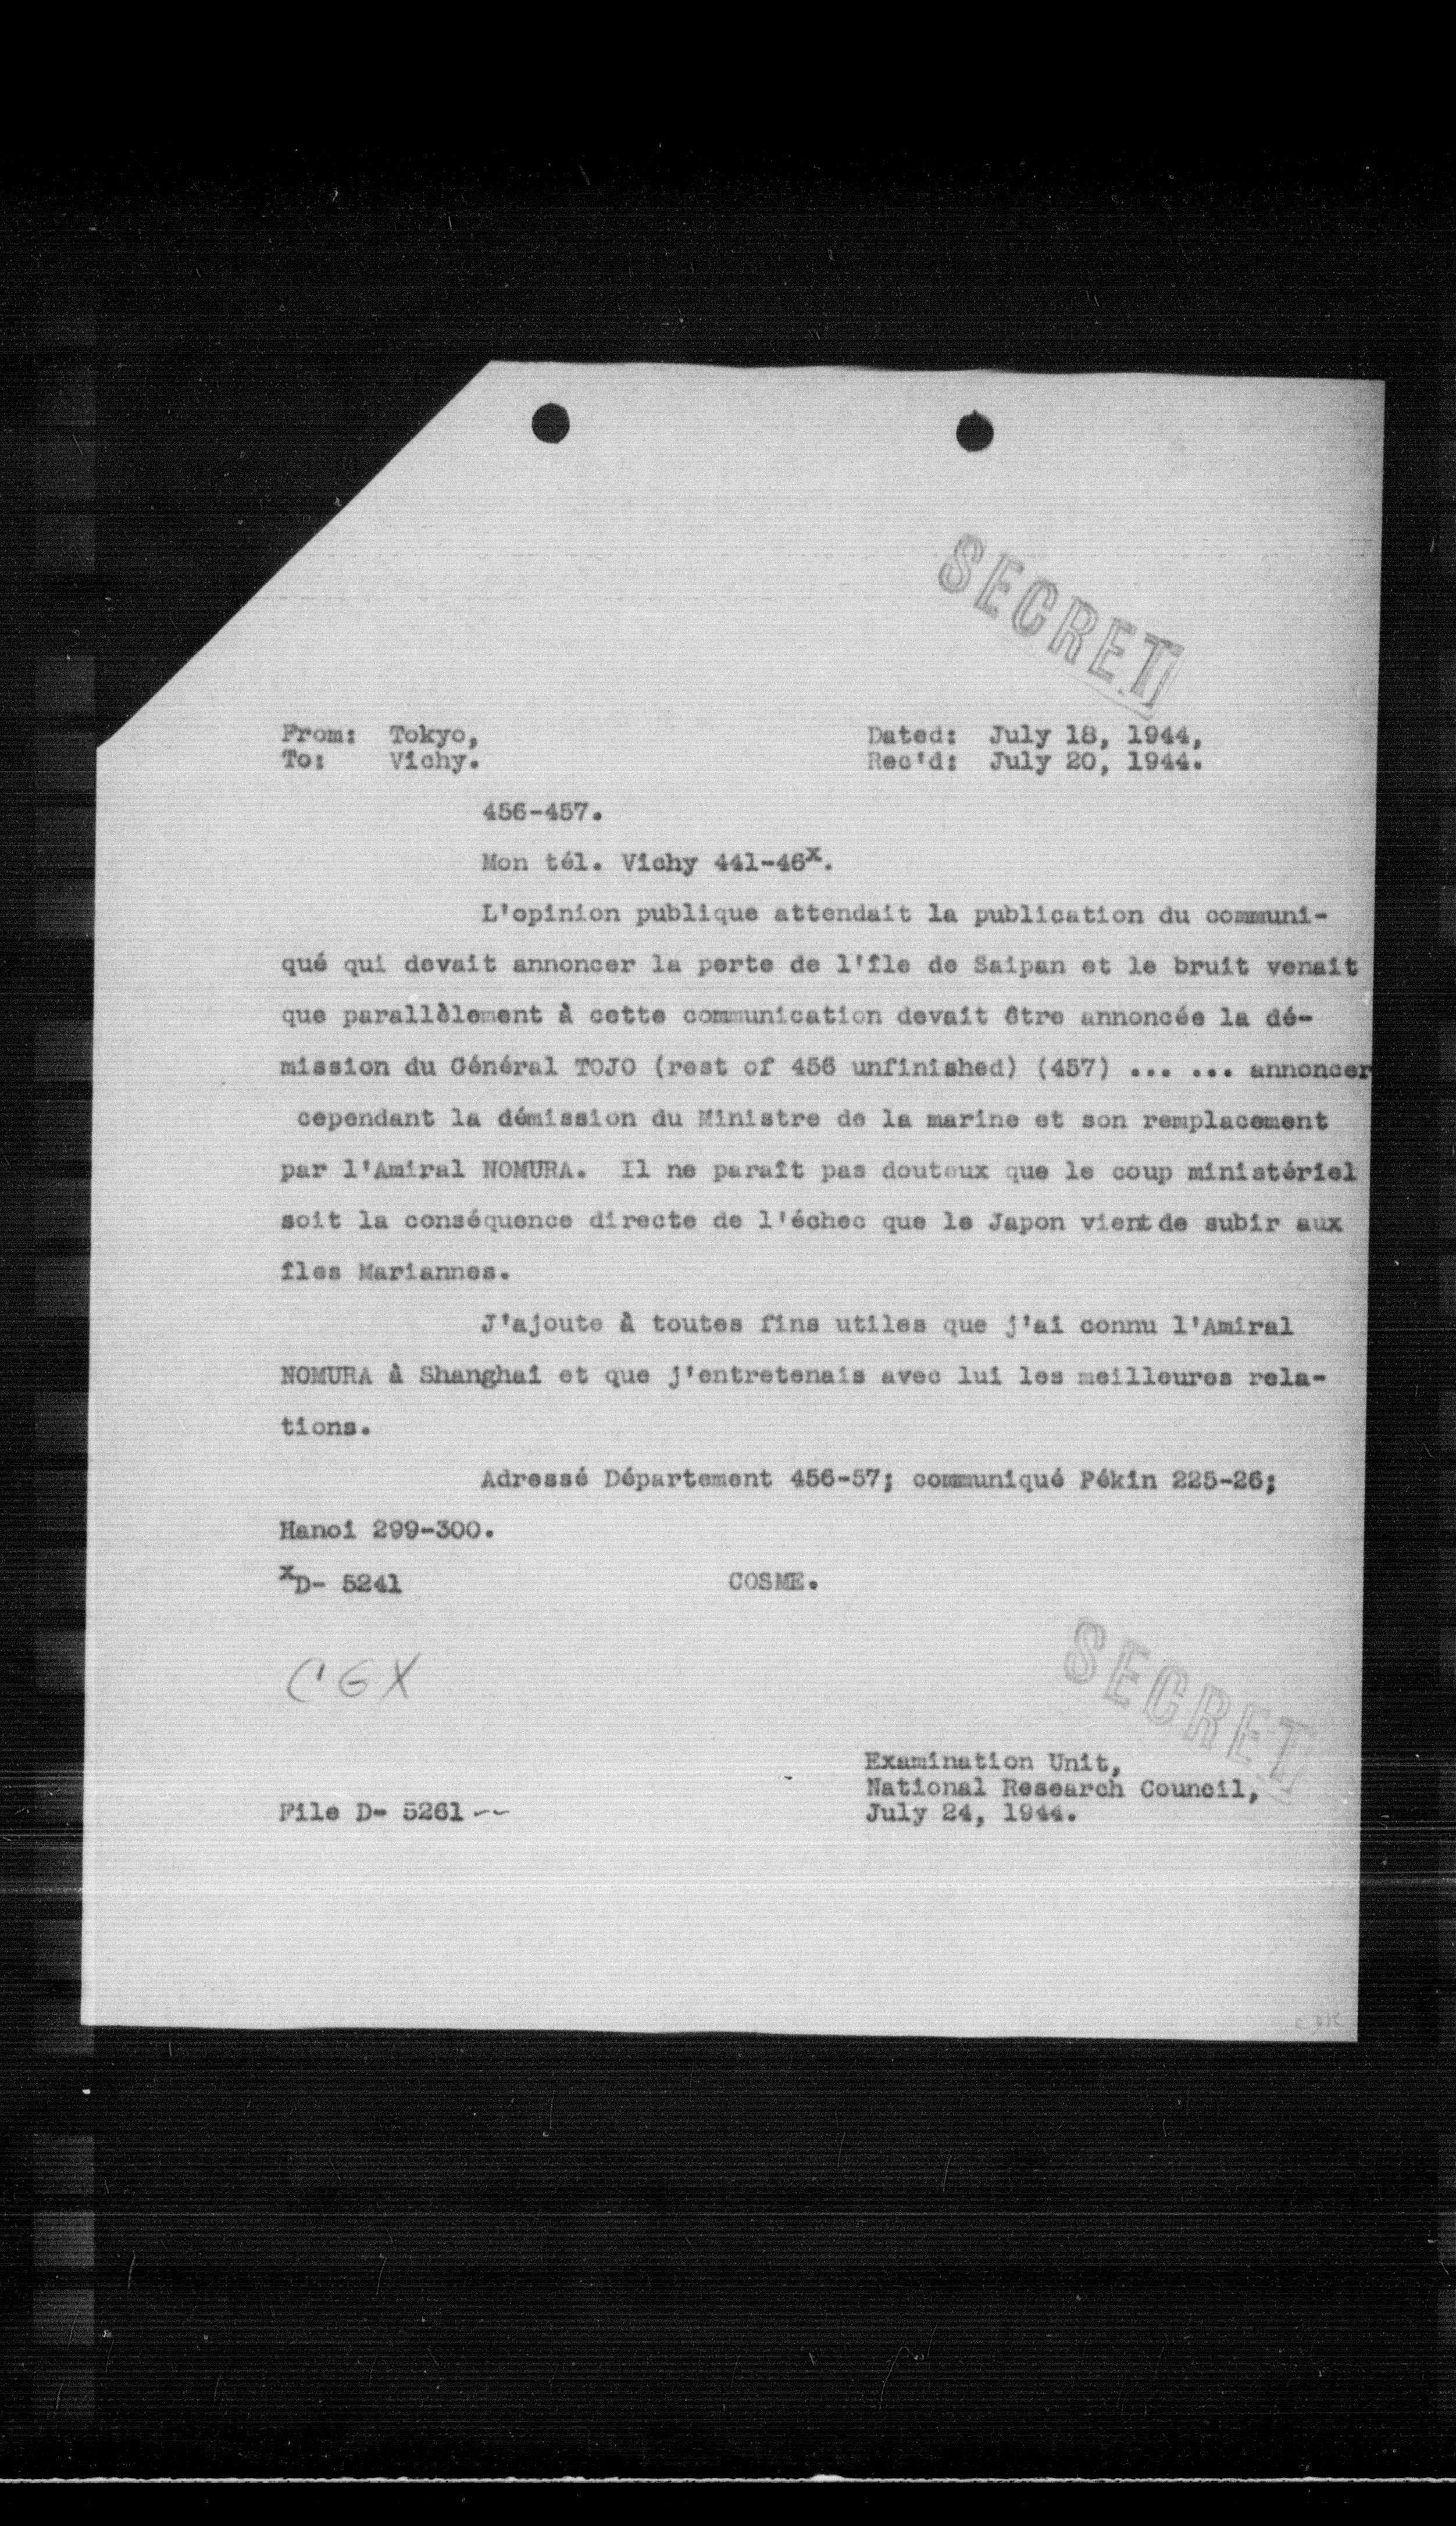 SECRET
From: Tokyo,
To: Vichy.
Dated: July 18, 1944,
Rec'd: July 20, 1944.
456-457.
Mon tél. Vichy 441-46x.
L'opinion publique attendait la publication du communi-
qué qui devait annoncer la perte de l'île de Saipan et le bruit venait
que parallèlement à cette communication devait être annoncée la dé-
mission du Général TOJO (rest of 456 unfinished) (457) ... ... annoncer
cependant la démission du Ministre de la marine et son remplacement
par l'Amiral NOMURA. Il ne paraît pas douteux que le coup ministériel
soit la conséquence directe de l'échec que le Japon vient de subir aux
îles Mariannes.
J'ajoute à toutes fins utiles que j'ai connu l'Amiral
NOMURA à Shanghai et que j'entretenais avec lui les meilleures rela-
tions.
Adressé Département 456-57; communiqué Pékin 225-26;
Hanoi 299-300.
xD- 5241
COSME.
CGX
SECRET
Examination Unit,
National Research Council,
July 24, 1944.
File D- 5261